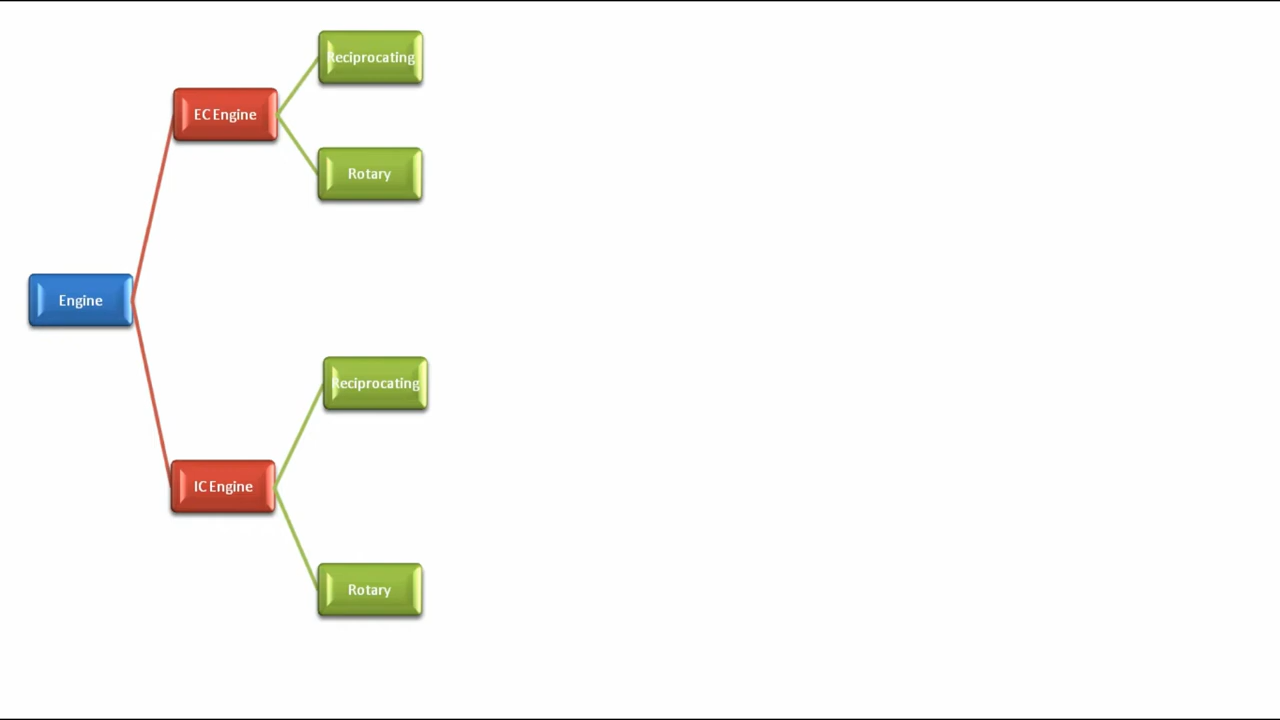 Reciprocating
EC Engine
Rotary
Engine
Reciprocating
IC Engine
Rotary